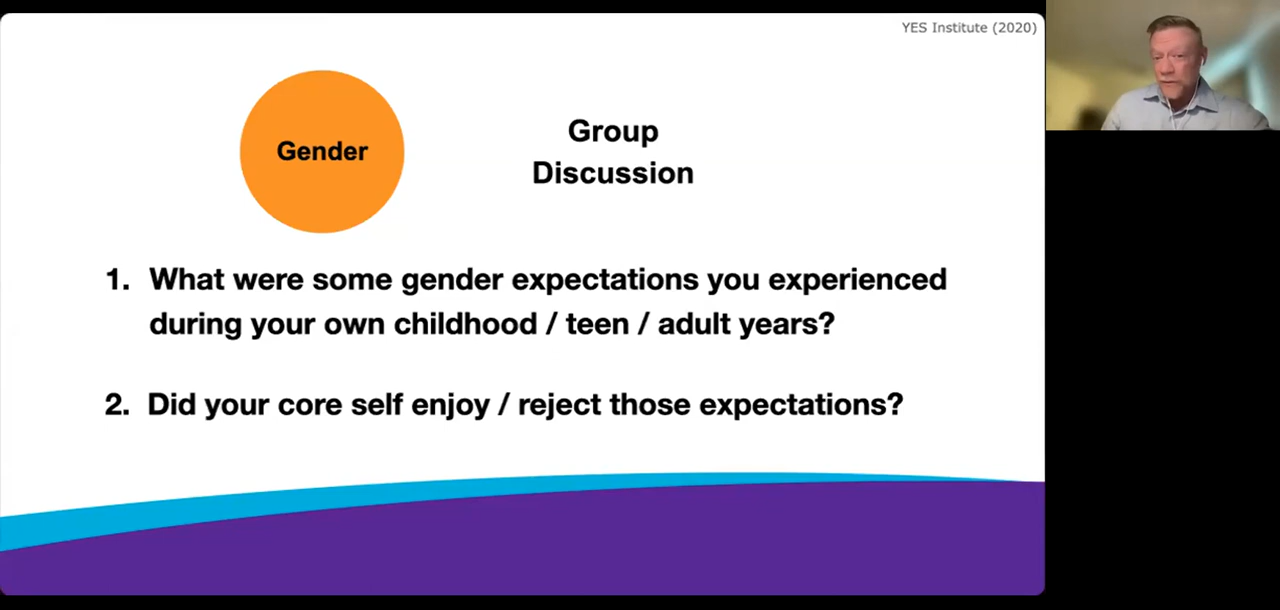 YES Institute (2020)
Gender
Group
Discussion
1. What were some gender expectations you experienced
during your own childhood / teen / adult years?
2. Did your core self enjoy / reject those expectations?